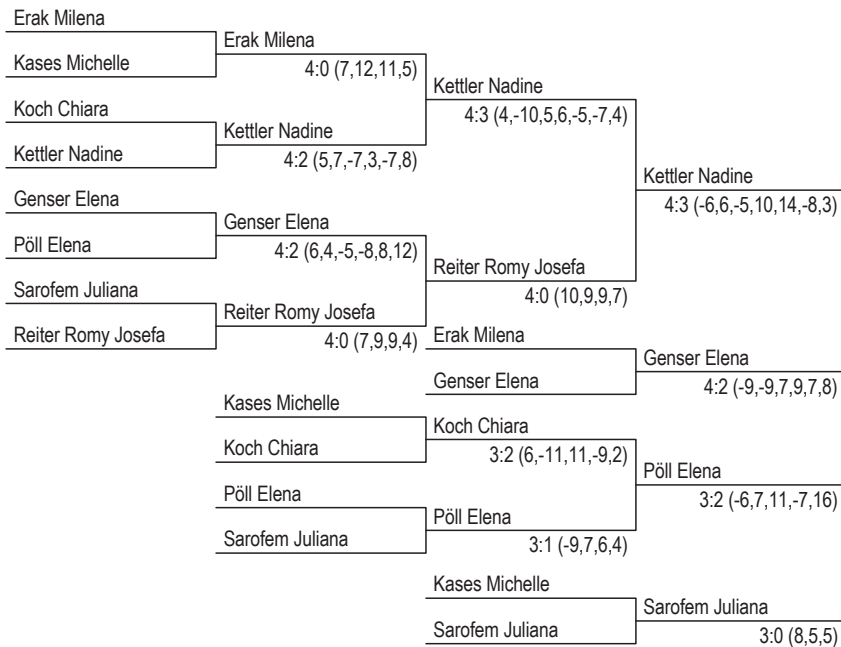 Erak Milena
Erak Milena
Kases Michelle
4:0 (7,12,11,5)
Kettler Nadine
4:3 (4,-10,5,6,-5,-7,4)
Koch Chiara
Kettler Nadine
Kettler Nadine
4:2 (5,7,-7,3,-7,8)
Kettler Nadine
4:3 (-6,6,-5,10,14,-8,3)
Genser Elena
Genser Elena
Pöll Elena
4:2 (6,4,-5,-8,8,12)
Reiter Romy Josefa
4:0 (10,9,9,7)
Sarofem Juliana
Reiter Romy Josefa
Reiter Romy Josefa
4:0 (7,9,9,4)
Erak Milena
Genser Elena
Genser Elena
4:2 (-9,-9,7,9,7,8)
Kases Michelle
Koch Chiara
Koch Chiara
3:2 (6,-11,11,-9,2)
Pöll Elena
3:2 (-6,7,11,-7,16)
Pöll Elena
Pöll Elena
Sarofem Juliana
3:1 (-9,7,6,4)
Kases Michelle
Sarofem Juliana
Sarofem Juliana
3:0 (8,5,5)